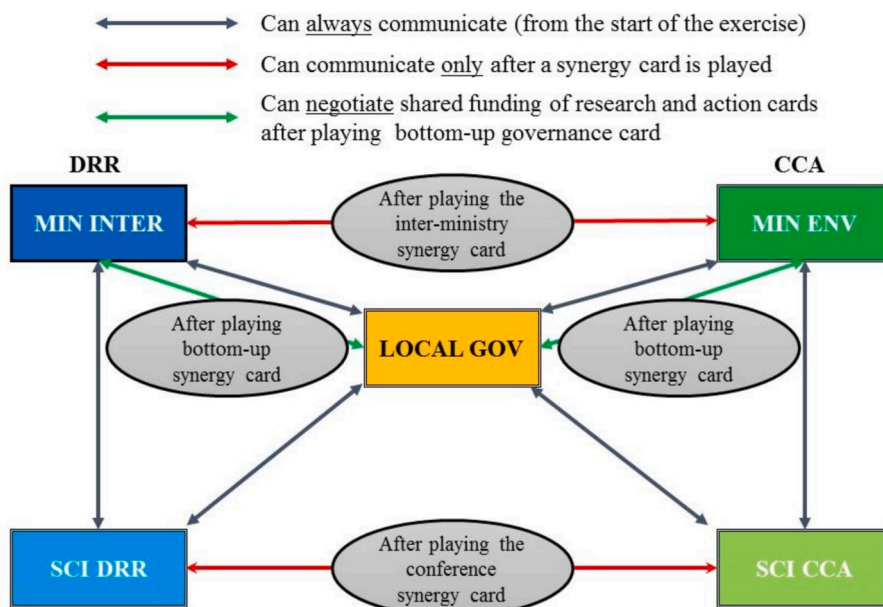 Can always communicate (from the start of the exercise)
Can communicate only after a synergy card is played
Can negotiate shared funding of research and action cards
after playing bottom-up governance card
DRR
CCA
MIN INTER
After playing the
inter-ministry
synergy card
MIN ENV
After playing
bottom-up
synergy card
LOCAL GOV
After playing
bottom-up
synergy card
SCI DRR
After playing the
conference
synergy card
SCI CCA